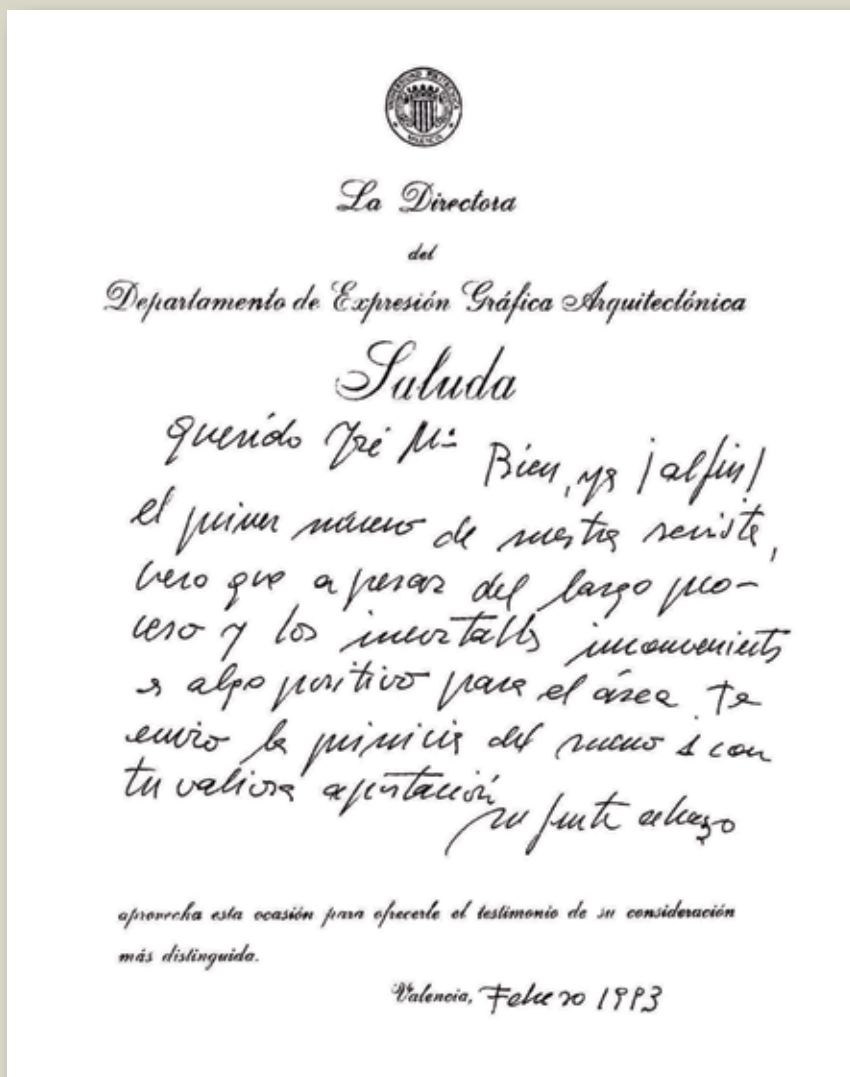 UNIVERSIDAD POLITECNICA
VALENCIA
La Directora
del
Departamento de Expresión Gráfica Arquitectónica
Saluda
Querido José Mª Bien, ya ¡al fin!
el primer número de nuestra revista,
creo que a pesar del largo pro-
ceso y los inevitables inconvenientes
es algo positivo para el área. Te
envío la primicia del número 1 con
tu valiosa aportación
un fuerte abrazo
aprovecha esta ocasión para ofrecerle el testimonio de su consideración
más distinguida.
Valencia, Febrero 1993